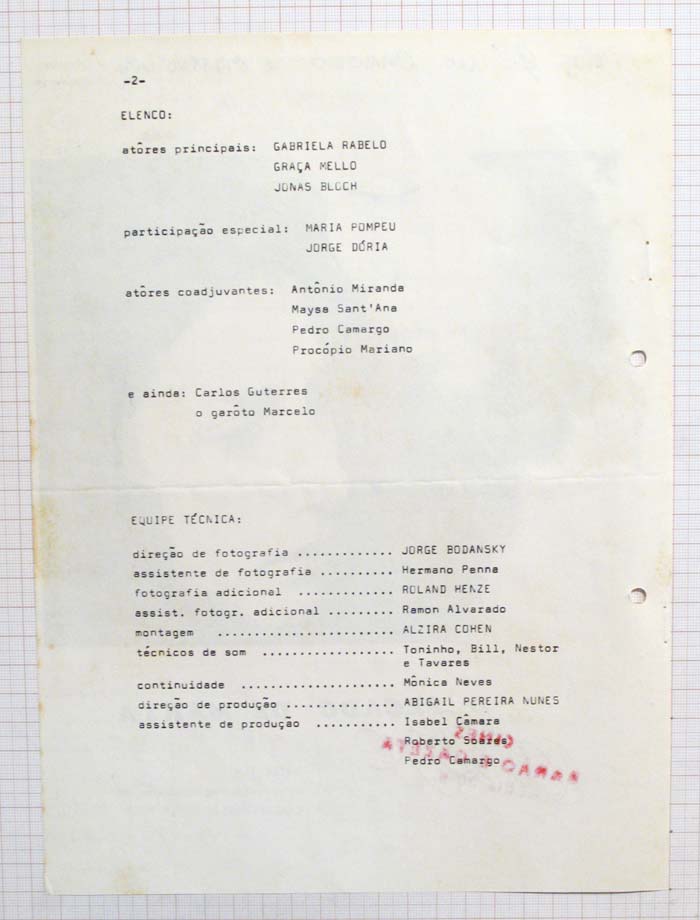 -2-
ELENCO:
atôres principais: GABRIELA RABELO
GRAÇA MELLO
JONAS BLOCH
participação especial: MARIA POMPEU
JORGE DÓRIA
atôres coadjuvantes: Antônio Miranda
Maysa Sant'Ana
Pedro Camargo
Procópio Mariano
e ainda: Carlos Guterres
o garôto Marcelo
EQUIPE TÉCNICA:
direção de fotografia ............. JORGE BODANSKY
assistente de fotografia .......... Hermano Penna
fotografia adicional ............ ROLAND HENZE
assist. fotogr. adicional ......... Ramon Alvarado
montagem ........................ ALZIRA COHEN
técnicos de som .................. Toninho, Bill, Nestor
e Tavares
continuidade ..................... Mônica Neves
direção de produção ............... ABIGAIL PEREIRA NUNES
assistente de produção ........... Isabel Câmara
Roberto Soares
Pedro Camargo
CINES
GAZETA